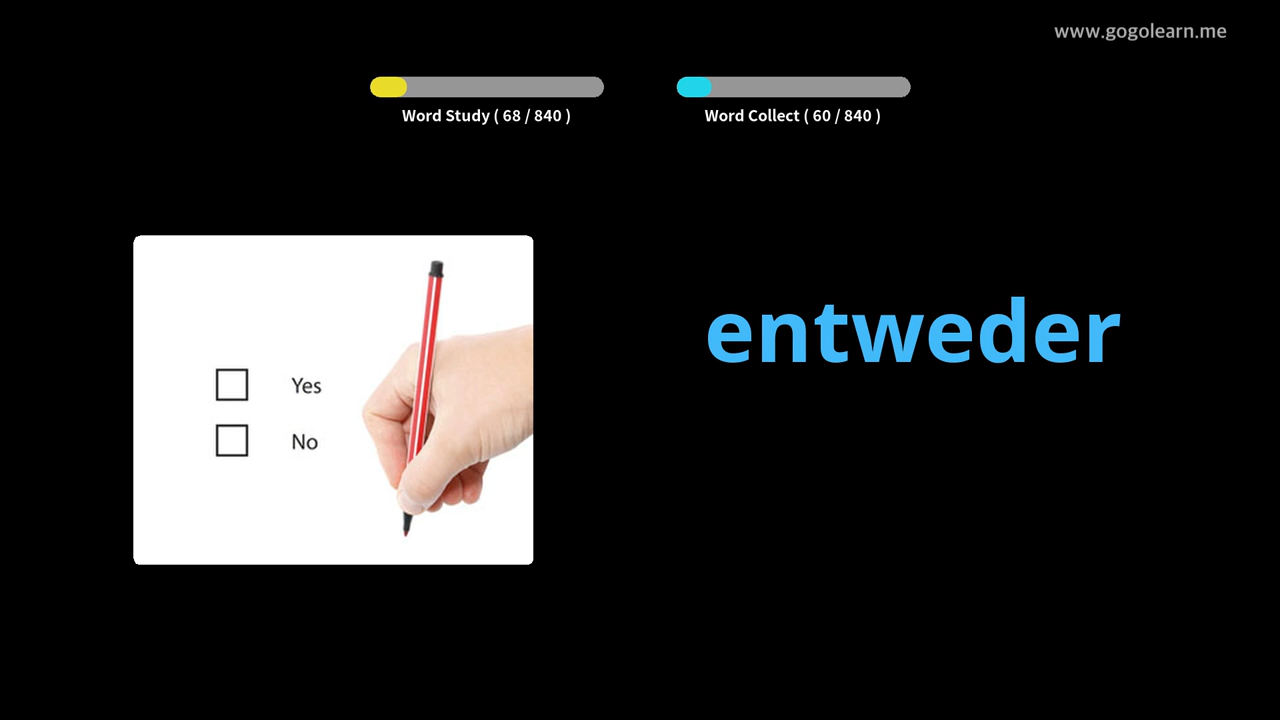 www.gogolearn.me
Word Study ( 68 / 840 )
Word Collect ( 60 / 840 )
Yes
No
entweder